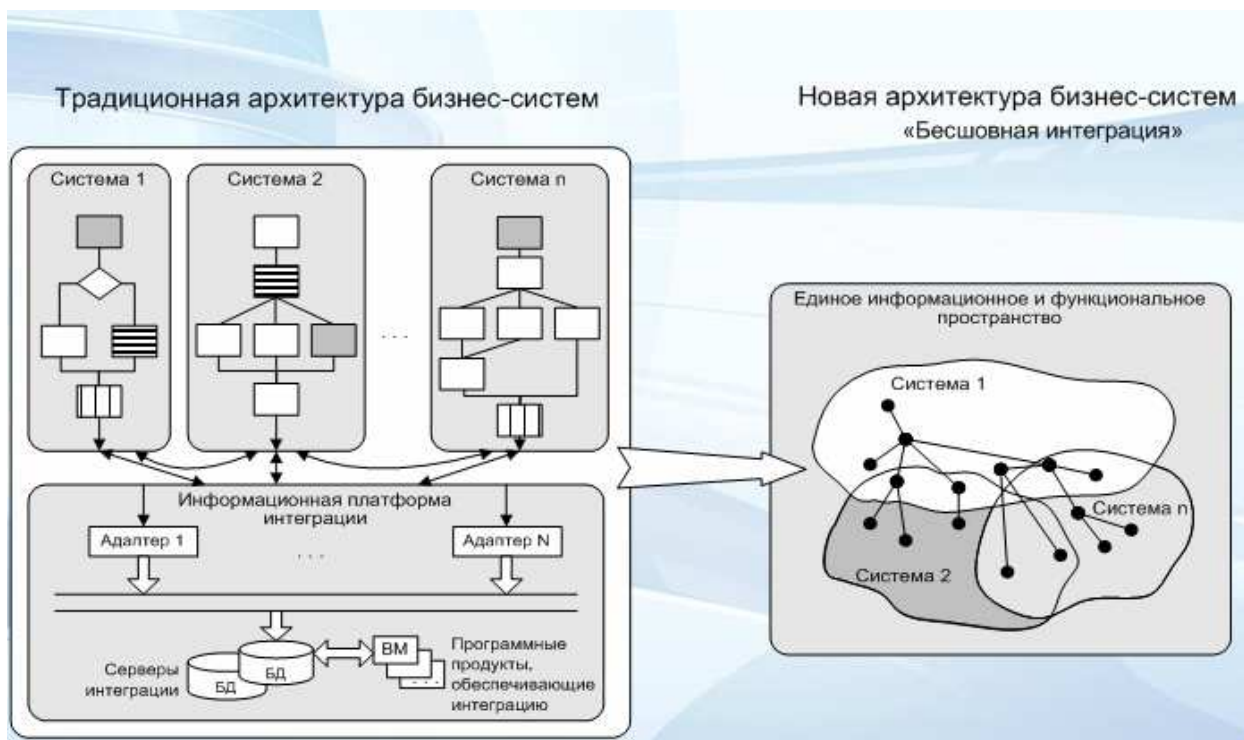 Традиционная архитектура бизнес-систем
Новая архитектура бизнес-систем
«Бесшовная интеграция»
Система 1
Система 2
Система n
. . .
Информационная платформа
интеграции
Адаптер 1
. . .
Адаптер N
Серверы
интеграции
БД
БД
ВМ
. . .
Программные
продукты,
обеспечивающие
интеграцию
Единое информационное и функциональное
пространство
Система 1
Система n
Система 2